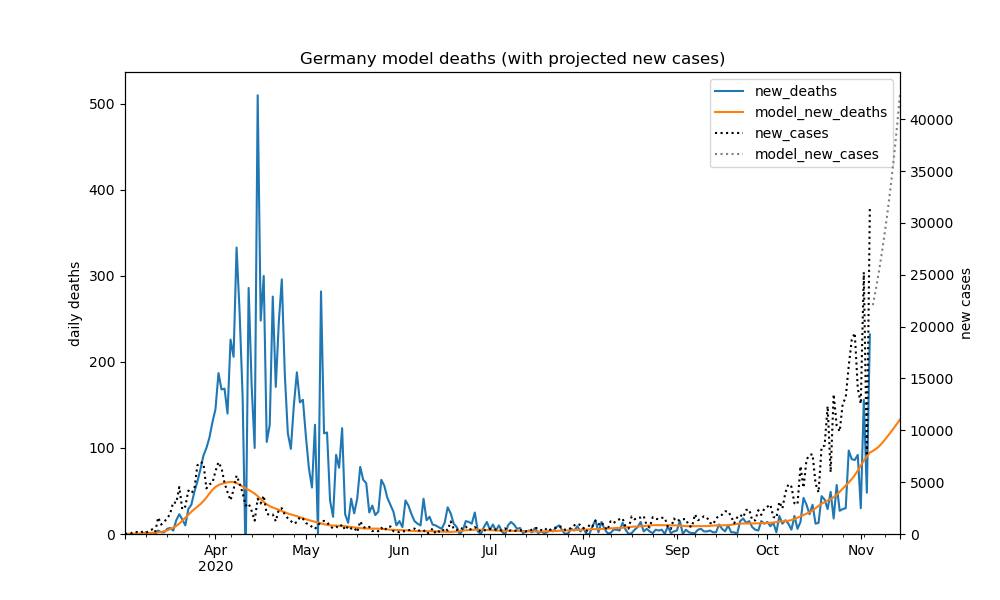 Germany model deaths (with projected new cases)
new_deaths
model_new_deaths
new_cases
model_new_cases
daily deaths
500
400
300
200
100
0
new cases
40000
35000
30000
25000
20000
15000
10000
5000
0
Apr
2020
May
Jun
Jul
Aug
Sep
Oct
Nov